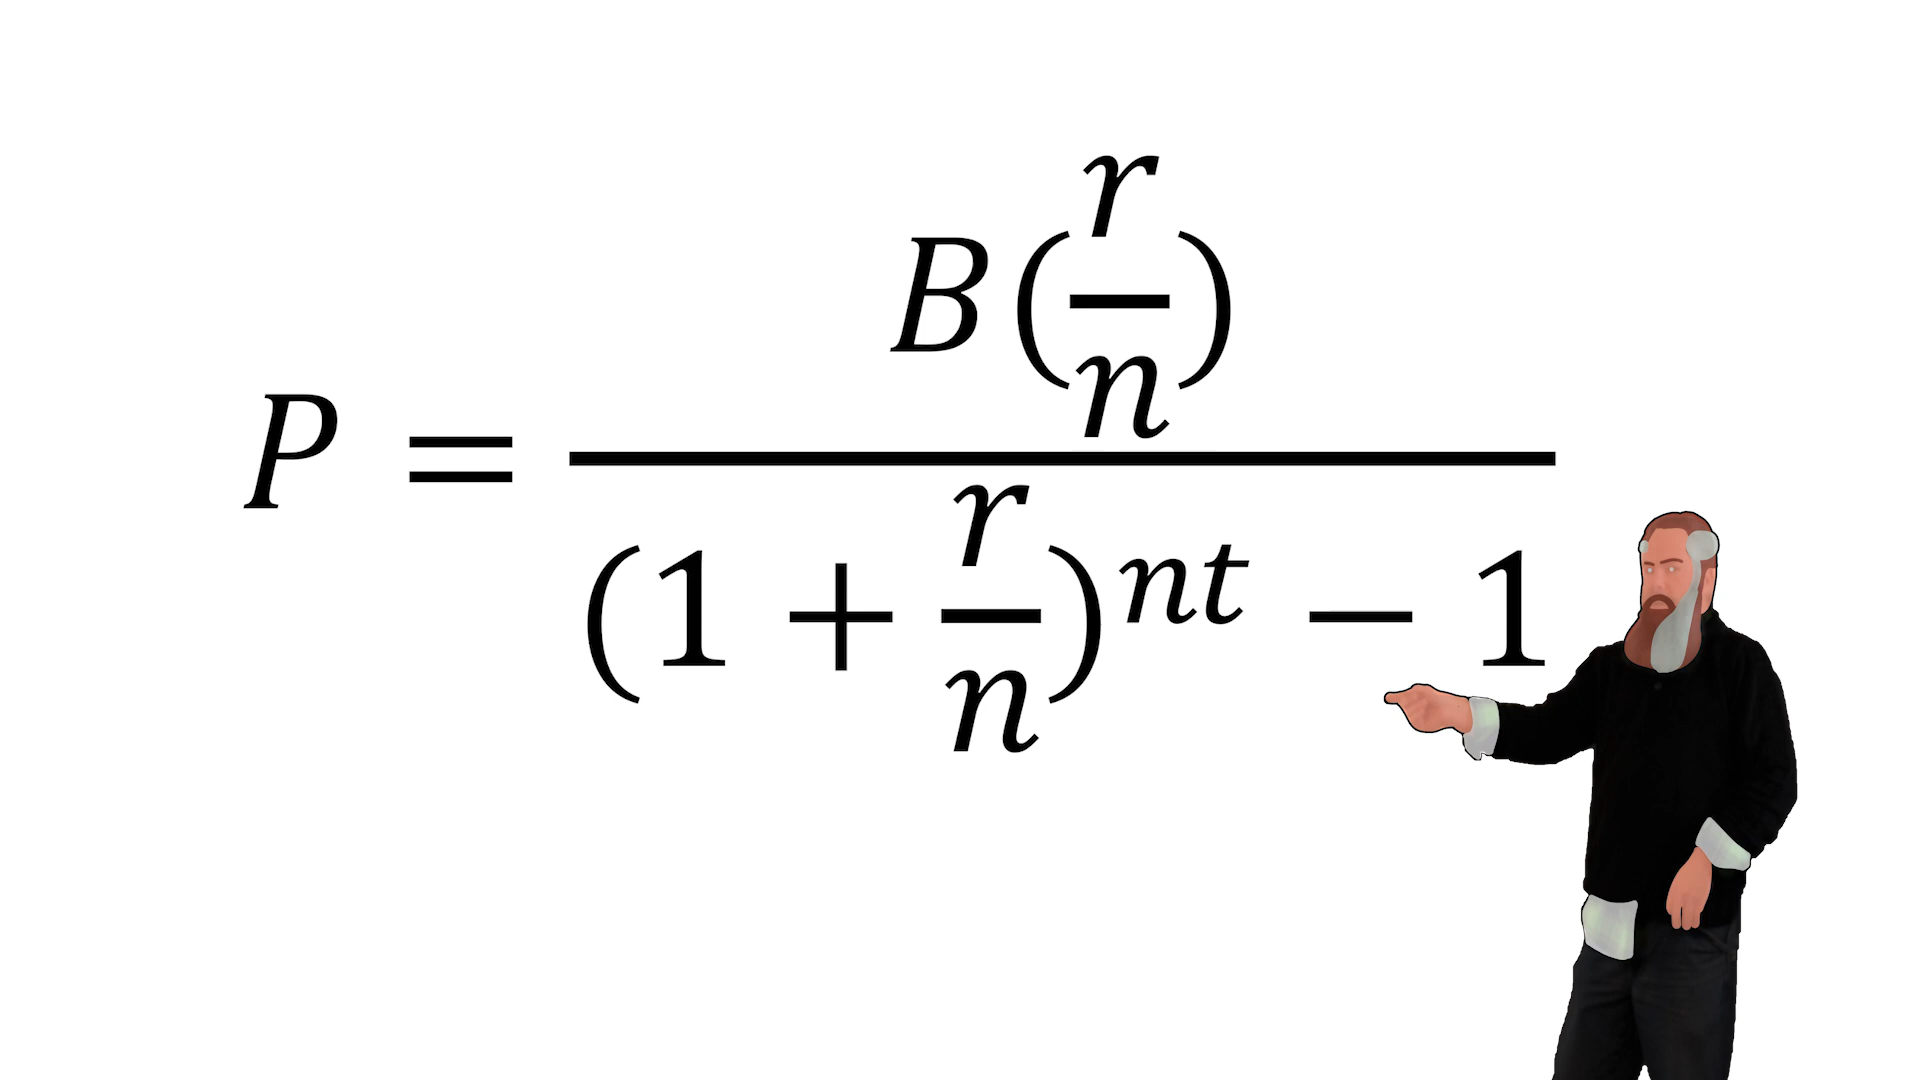 P = B(r/n) / ((1 + r/n)^{nt} − 1)